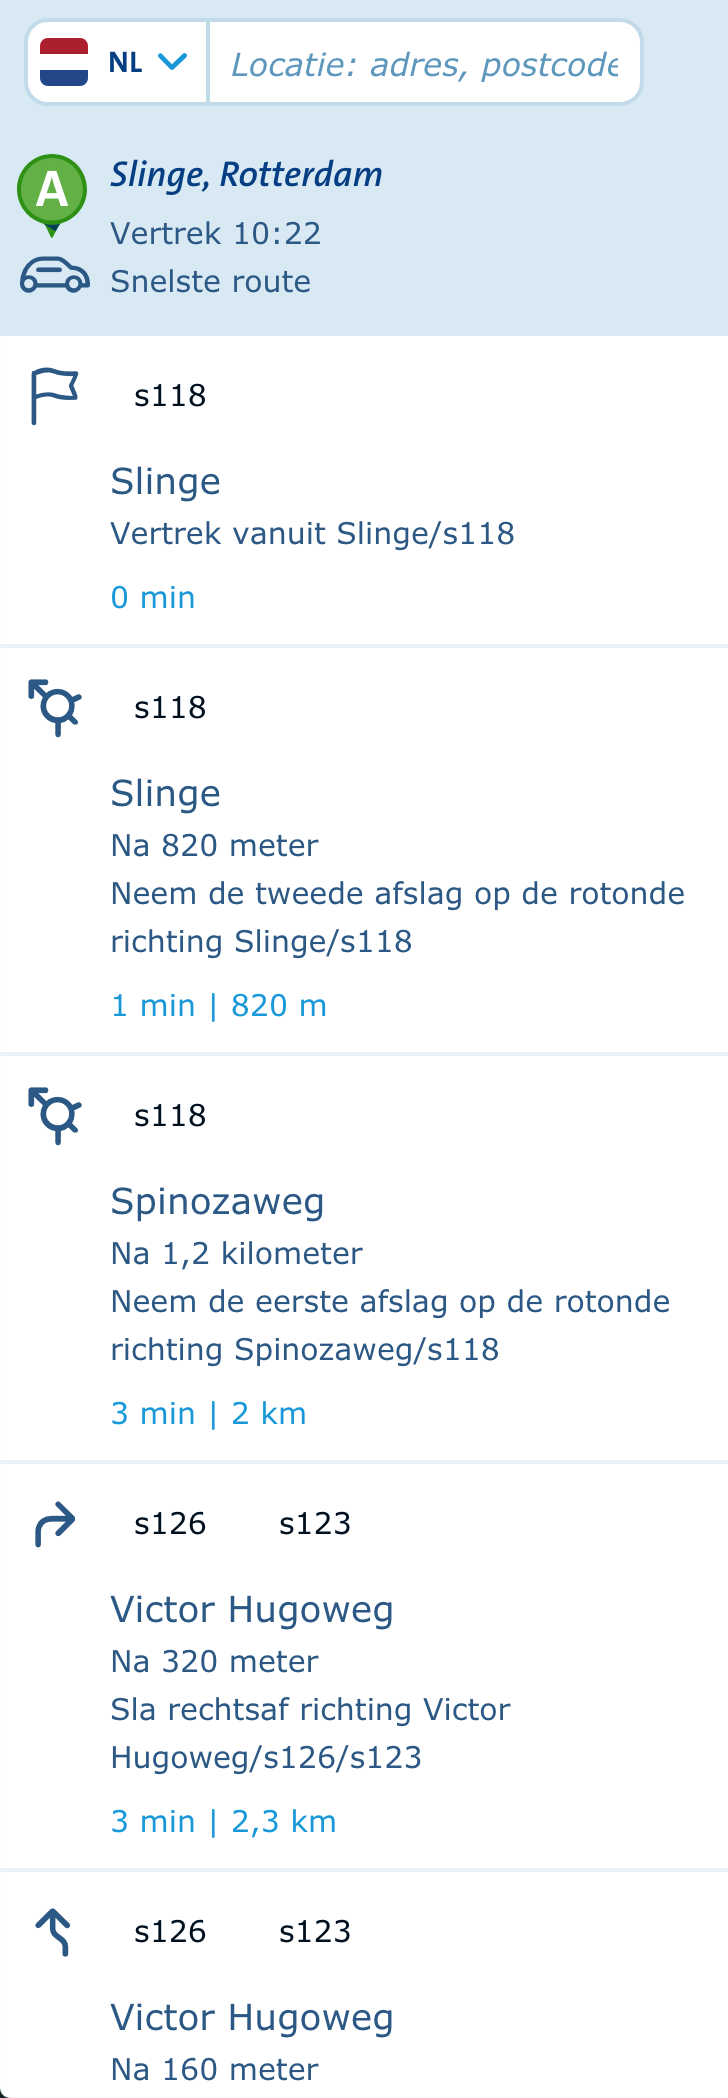 NL
Locatie: adres, postcode
A
Slinge, Rotterdam
Vertrek 10:22
Snelste route
s118
Slinge
Vertrek vanuit Slinge/s118
0 min
s118
Slinge
Na 820 meter
Neem de tweede afslag op de rotonde
richting Slinge/s118
1 min | 820 m
s118
Spinozaweg
Na 1,2 kilometer
Neem de eerste afslag op de rotonde
richting Spinozaweg/s118
3 min | 2 km
s126 s123
Victor Hugoweg
Na 320 meter
Sla rechtsaf richting Victor
Hugoweg/s126/s123
3 min | 2,3 km
s126 s123
Victor Hugoweg
Na 160 meter